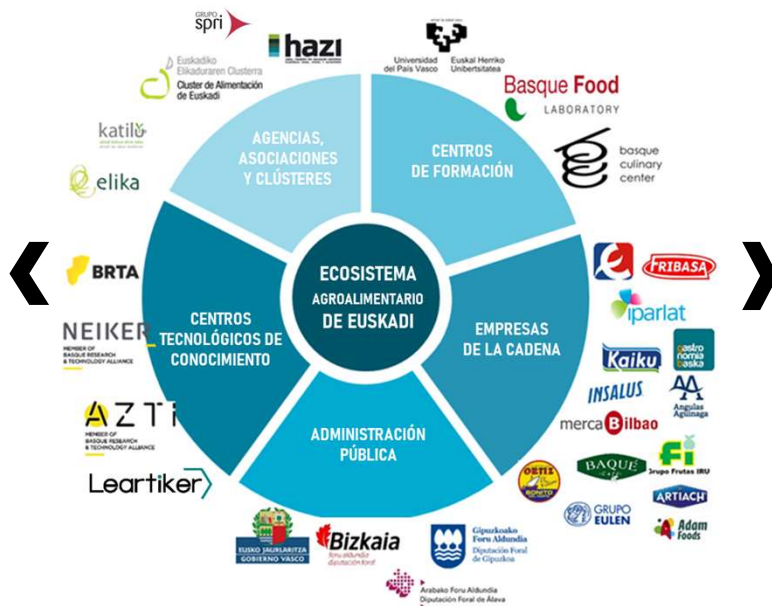 GRUPO
spri
hazi
Universidad
del País Vasco
Euskal Herriko
Unibertsitatea
Euskadiko
Elikaduraren Clusterra
Cluster de Alimentación
de Euskadi
Basque Food
LABORATORY
katilu
AGENCIAS,
ASOCIACIONES
Y CLÚSTERES
CENTROS
DE FORMACIÓN
basque
culinary
center
elika
BRTA
ECOSISTEMA
AGROALIMENTARIO
DE EUSKADI
FRIBASA
iparlat
NEIKER
MEMBER OF
BASQUE RESEARCH
& TECHNOLOGY ALLIANCE
CENTROS
TECNOLÓGICOS DE
CONOCIMIENTO
EMPRESAS
DE LA CADENA
Kaiku
gastro
nomia
baska
INSALUS
Angulas
Aguinaga
AZTI
MEMBER OF
BASQUE RESEARCH
& TECHNOLOGY ALLIANCE
ADMINISTRACIÓN
PÚBLICA
mercaBilbao
Leartiker
ORTIZ
BONITO
BAQUÉ
Café
fi
Grupo Frutas IRU
ARTIACH
GRUPO
EULEN
Adam
Foods
EUSKO JAURLARITZA
GOBIERNO VASCO
Bizkaia
foru aldundia
diputación foral
Gipuzkoako
Foru Aldundia
Diputación Foral
de Gipuzkoa
Arabako Foru Aldundia
Diputación Foral de Álava